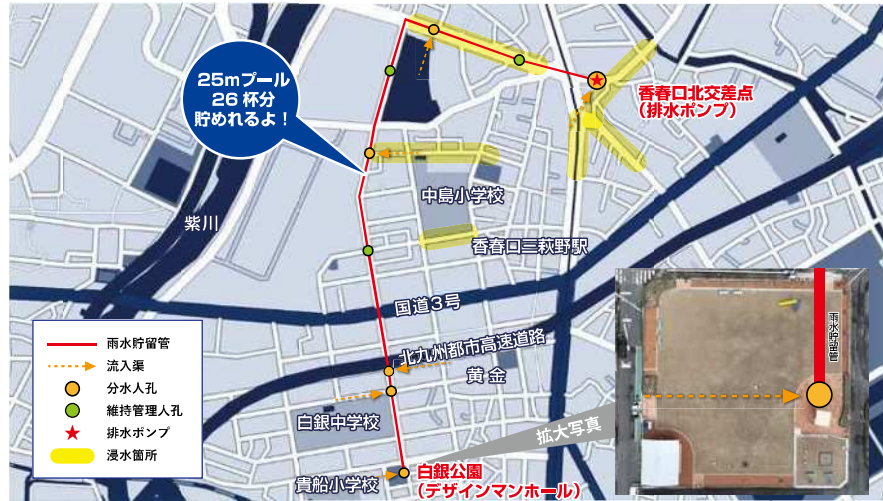 25mプール
26杯分
貯めれるよ！
香春口北交差点
（排水ポンプ）
中島小学校
紫川
香春口三萩野駅
国道3号
北九州都市高速道路
黄金
白銀中学校
貴船小学校
白銀公園
（デザインマンホール）
拡大写真
雨水貯留管
雨水貯留管
流入渠
分水人孔
維持管理人孔
排水ポンプ
浸水箇所